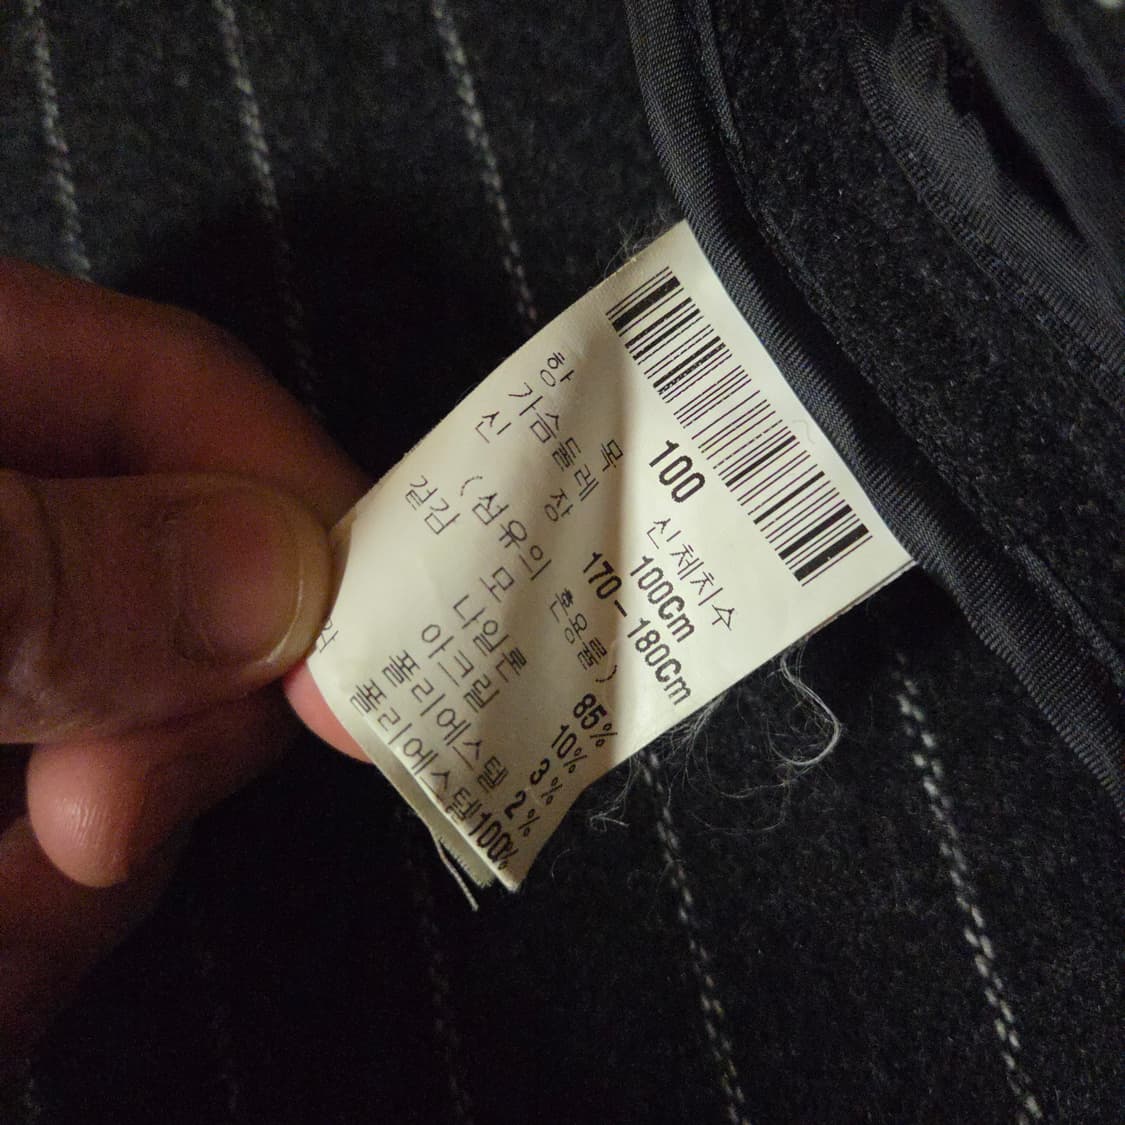 100
항 목 신체치수
가슴둘레 100Cm
신 장 170-180Cm
(섬유의 혼용률)
겉감 모 85%
나일론 10%
아크릴 3%
폴리에스텔 2%
폴리에스텔100%